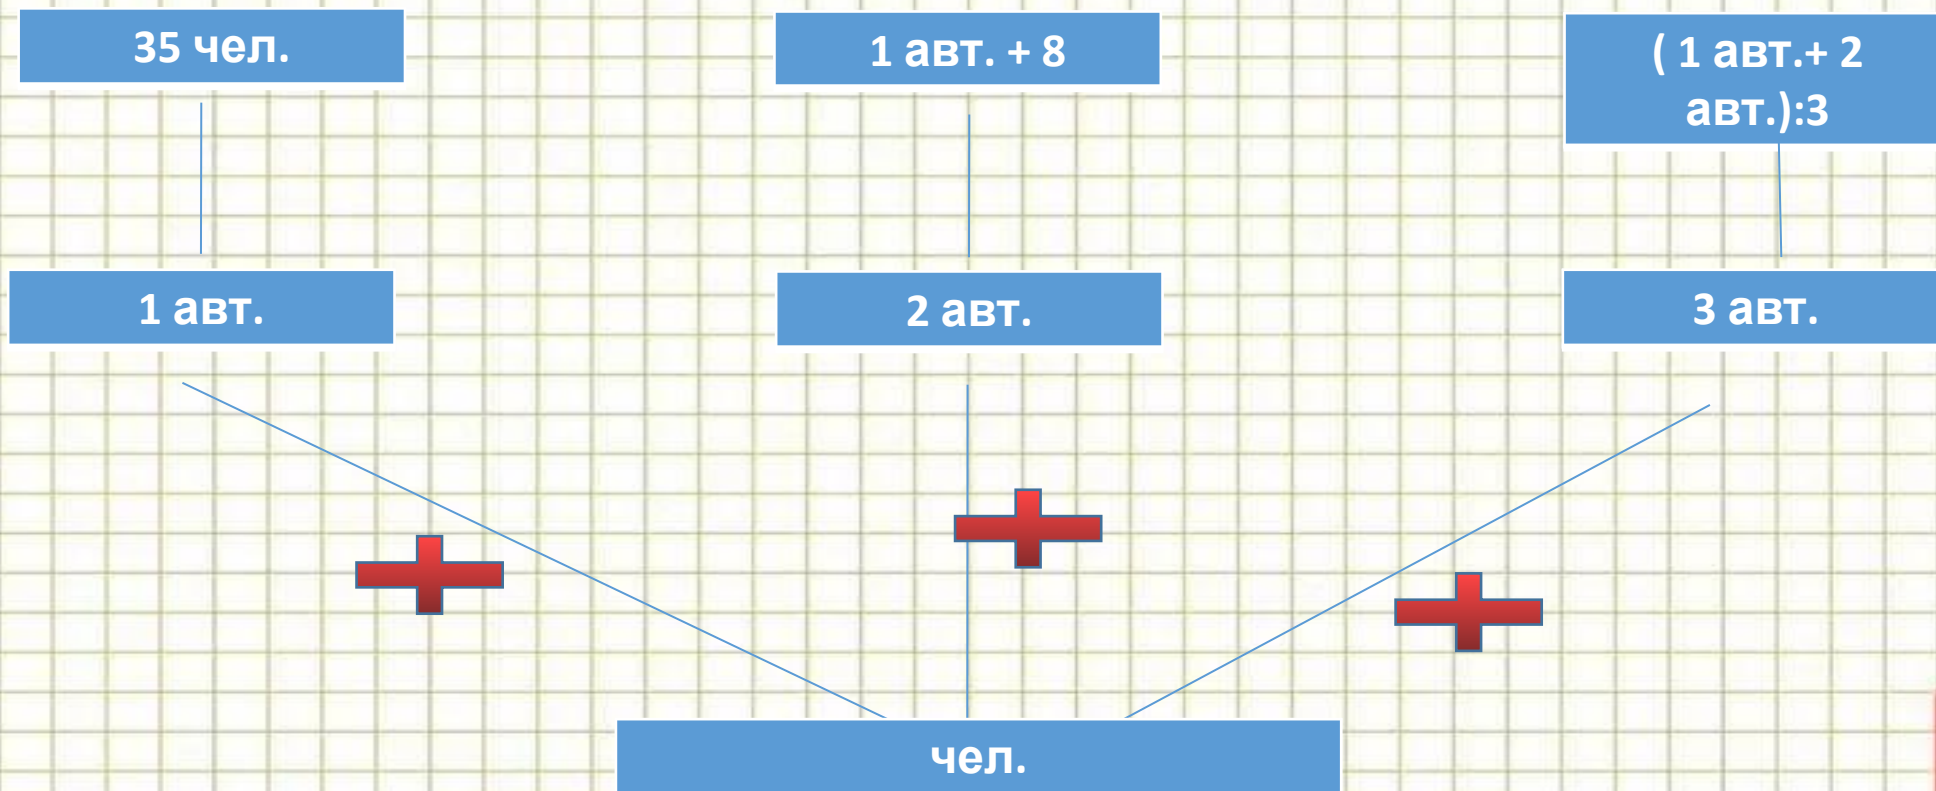 35 чел.
1 авт. + 8
( 1 авт.+ 2
авт.):3
1 авт.
2 авт.
3 авт.
чел.